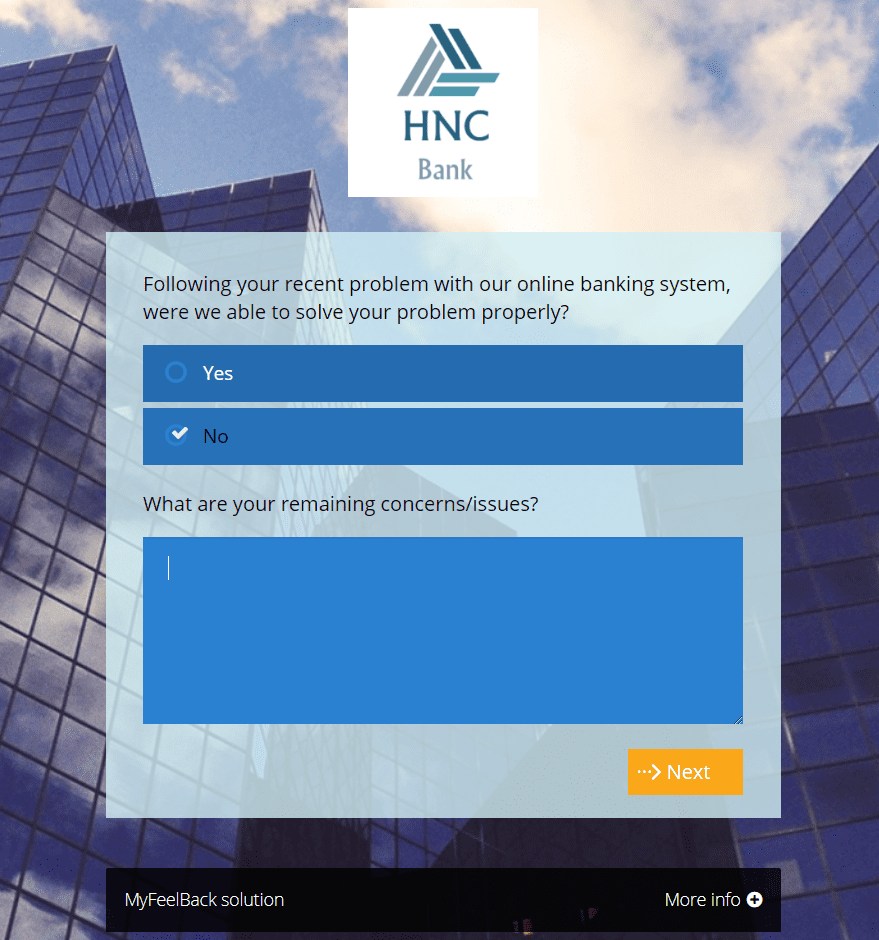 HNC
Bank
Following your recent problem with our online banking system,
were we able to solve your problem properly?
Yes
No
What are your remaining concerns/issues?
Next
MyFeelBack solution
More info